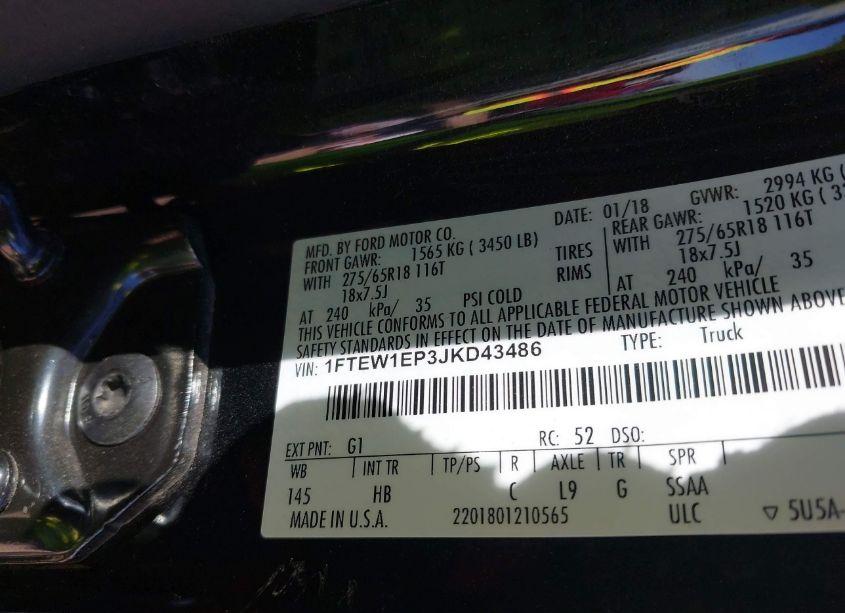 MFD. BY FORD MOTOR CO.
DATE: 01/18 GVWR: 2994 KG (
FRONT GAWR: 1565 KG ( 3450 LB) REAR GAWR: 1520 KG (
WITH 275/65R18 116T TIRES WITH 275/65R18 116T
18x7.5J RIMS 18x7.5J
AT 240 kPa/ 35 PSI COLD AT 240 kPa/ 35
THIS VEHICLE CONFORMS TO ALL APPLICABLE FEDERAL MOTOR VEHICLE
SAFETY STANDARDS IN EFFECT ON THE DATE OF MANUFACTURE SHOWN ABOVE
VIN: 1FTEW1EP3JKD43486 TYPE: Truck
EXT PNT: G1 RC: 52 DSO:
WB INT TR TP/PS R AXLE TR SPR
145 HB C L9 G SSAA
MADE IN U.S.A. 2201801210565 ULC ▽ 5U5A-